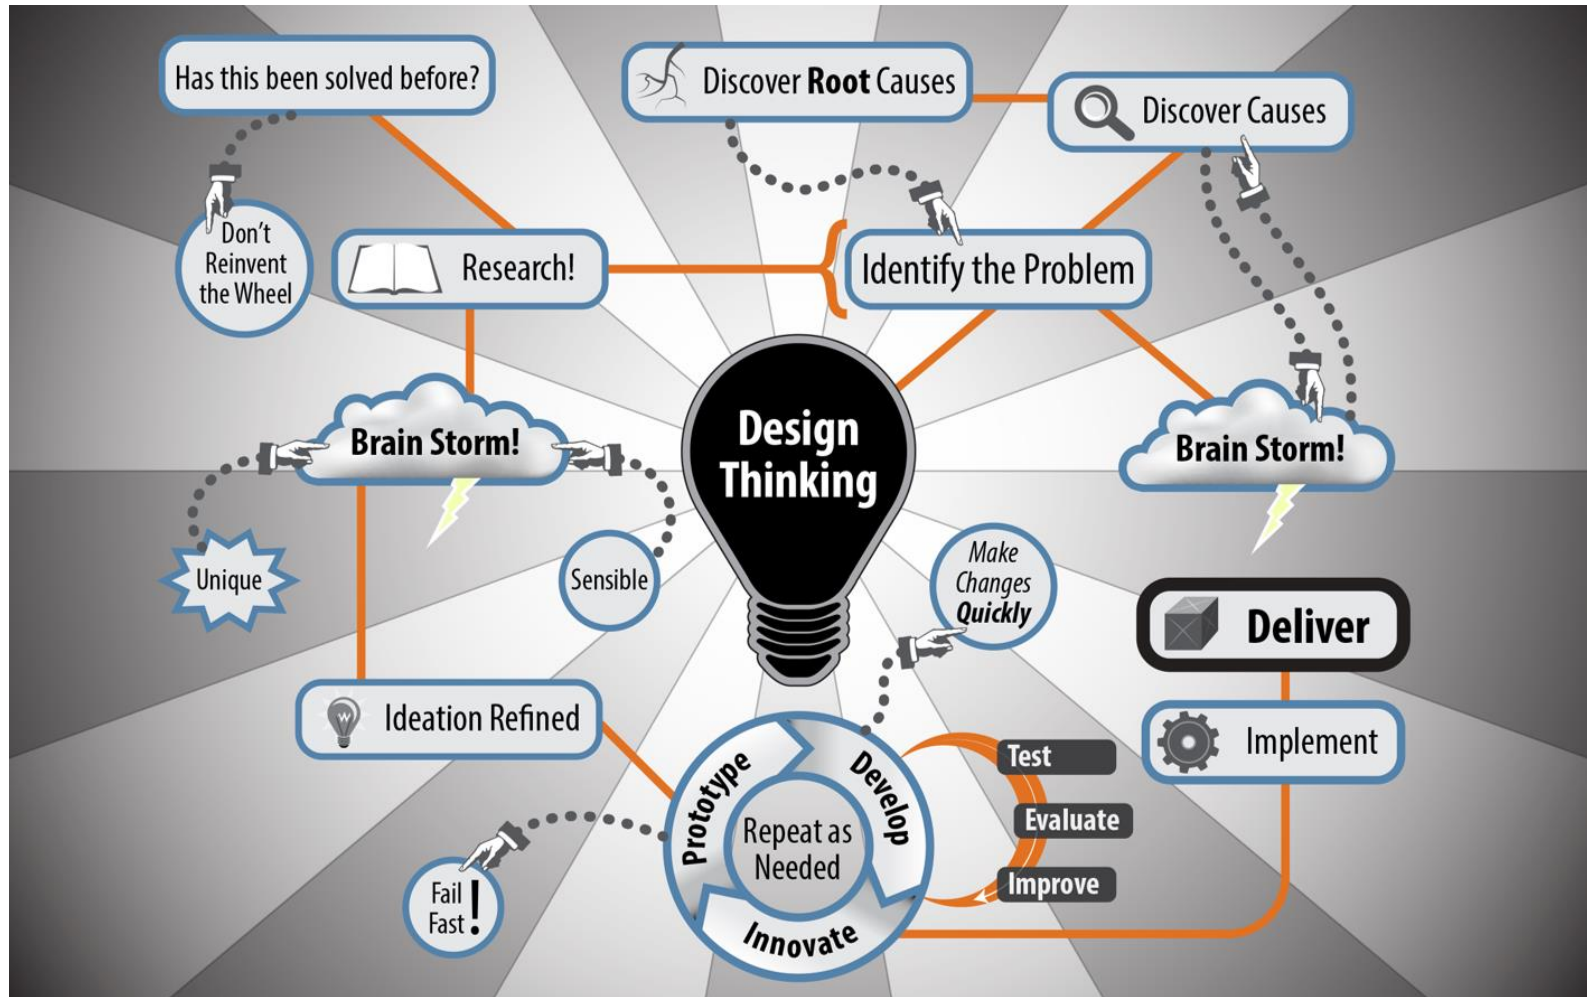 Has this been solved before?
Discover Root Causes
Discover Causes
Don't
Reinvent
the Wheel
Research!
Identify the Problem
Brain Storm!
Design
Thinking
Brain Storm!
Unique
Sensible
Make
Changes
Quickly
Deliver
Ideation Refined
Implement
Prototype
Develop
Innovate
Repeat as
Needed
Test
Evaluate
Improve
Fail
Fast!